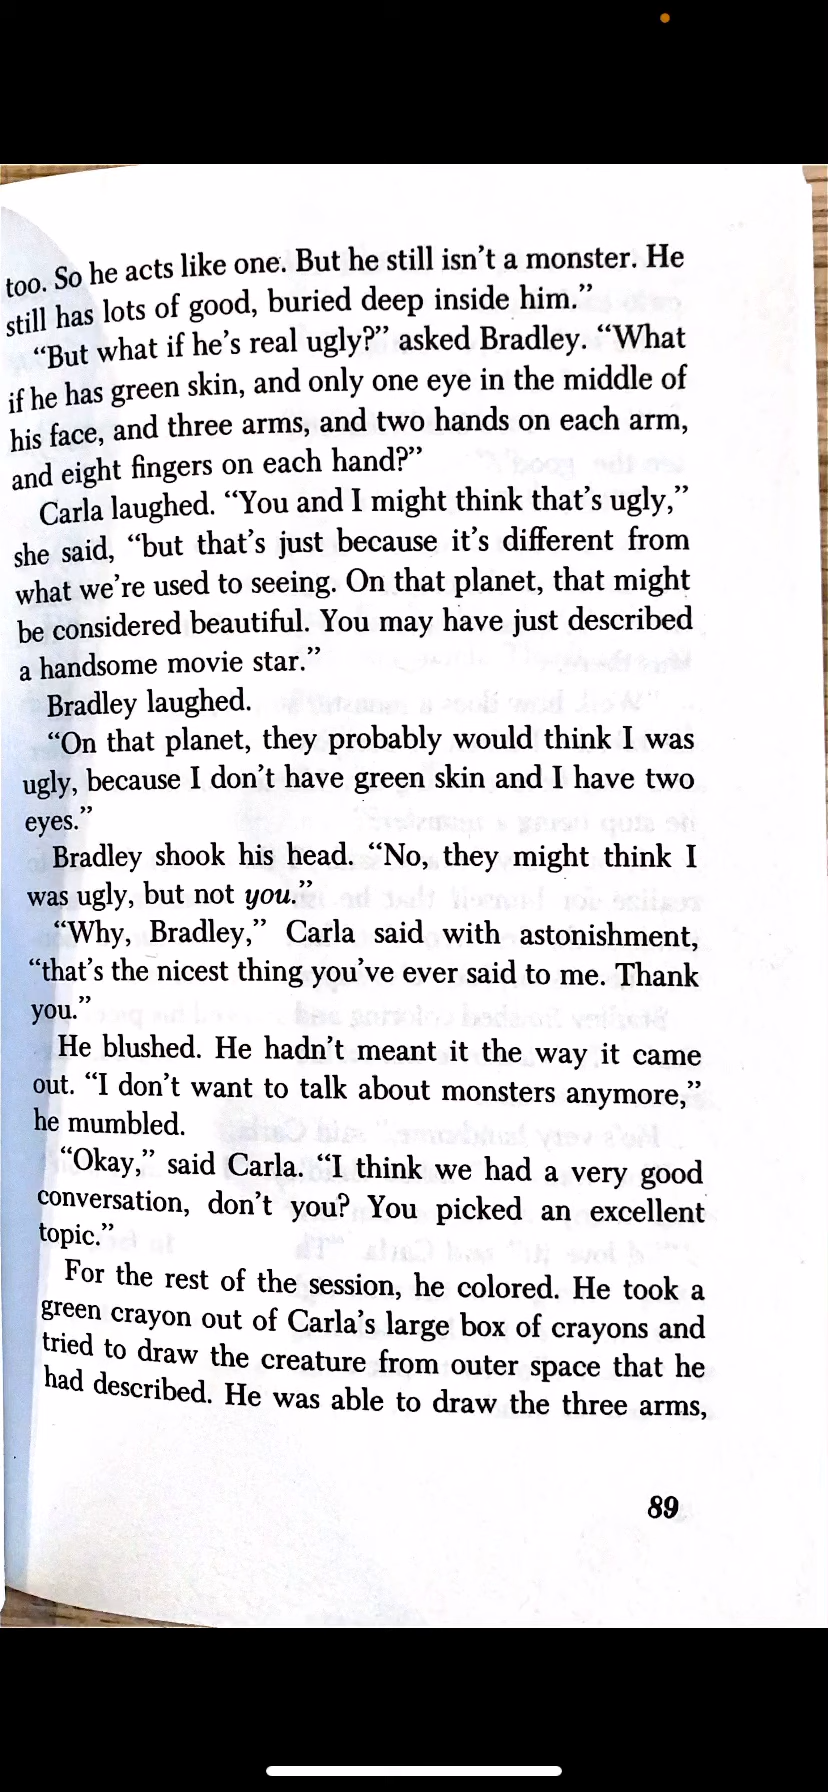 too. So he acts like one. But he still isn't a monster. He
still has lots of good, buried deep inside him."
"But what if he's real ugly?" asked Bradley. "What
if he has green skin, and only one eye in the middle of
his face, and three arms, and two hands on each arm,
and eight fingers on each hand?"
Carla laughed. "You and I might think that's ugly,"
she said, "but that's just because it's different from
what we're used to seeing. On that planet, that might
be considered beautiful. You may have just described
a handsome movie star."
Bradley laughed.
"On that planet, they probably would think I was
ugly, because I don't have green skin and I have two
eyes."
Bradley shook his head. "No, they might think I
was ugly, but not you."
"Why, Bradley," Carla said with astonishment,
"that's the nicest thing you've ever said to me. Thank
you."
He blushed. He hadn't meant it the way it came
out. "I don't want to talk about monsters anymore,"
he mumbled.
"Okay," said Carla. "I think we had a very good
conversation, don't you? You picked an excellent
topic."
For the rest of the session, he colored. He took a
green crayon out of Carla's large box of crayons and
tried to draw the creature from outer space that he
had described. He was able to draw the three arms,
89